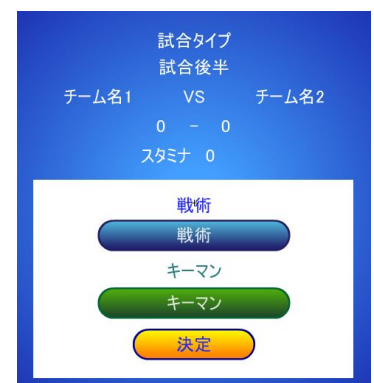 試合タイプ
試合後半
チーム名1 VS チーム名2
0 - 0
スタミナ 0
戦術
戦術
キーマン
キーマン
決定